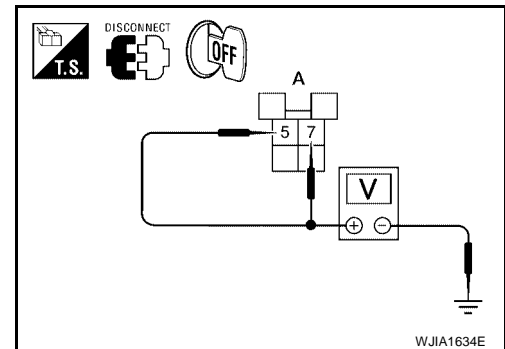 DISCONNECT
T.S.
OFF
A
5 7
V
+ -
WJIA1634E